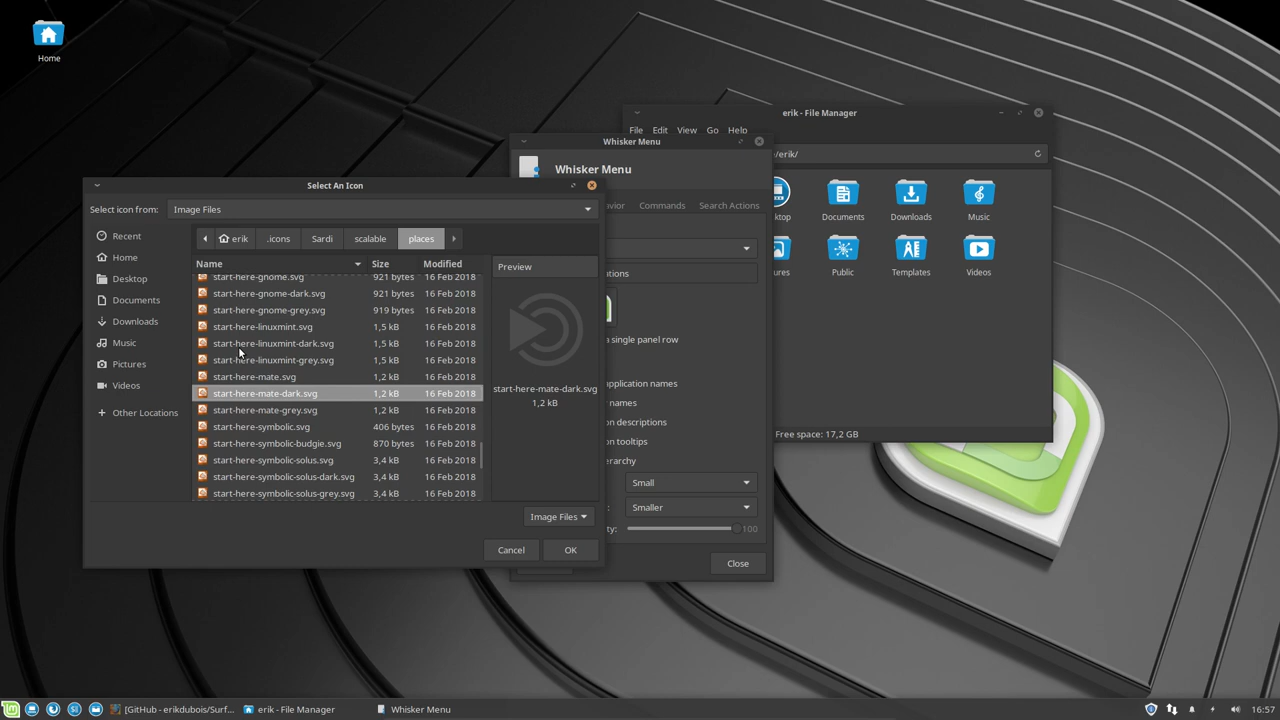 Home
erik - File Manager
File Edit View Go Help
/erik/
Documents
Downloads
Music
Public
Templates
Videos
Free space: 17,2 GB
Whisker Menu
Whisker Menu
Commands
Search Actions
a single panel row
names
Small
Smaller
100
Close
Select An Icon
Select icon from: Image Files
Recent
Home
Desktop
Documents
Downloads
Music
Pictures
Videos
Other Locations
erik .icons Sardi scalable places
Name Size Modified
start-here-gnome.svg 921 bytes 16 Feb 2018
start-here-gnome-dark.svg 921 bytes 16 Feb 2018
start-here-gnome-grey.svg 919 bytes 16 Feb 2018
start-here-linuxmint.svg 1,5 kB 16 Feb 2018
start-here-linuxmint-dark.svg 1,5 kB 16 Feb 2018
start-here-linuxmint-grey.svg 1,5 kB 16 Feb 2018
start-here-mate.svg 1,2 kB 16 Feb 2018
start-here-mate-dark.svg 1,2 kB 16 Feb 2018
start-here-mate-grey.svg 1,2 kB 16 Feb 2018
start-here-symbolic.svg 406 bytes 16 Feb 2018
start-here-symbolic-budgie.svg 870 bytes 16 Feb 2018
start-here-symbolic-solus.svg 3,4 kB 16 Feb 2018
start-here-symbolic-solus-dark.svg 3,4 kB 16 Feb 2018
start-here-symbolic-solus-grey.svg 3,4 kB 16 Feb 2018
Preview
start-here-mate-dark.svg
1,2 kB
Image Files
Cancel
OK
[GitHub - erikdubois/Surf... erik - File Manager Whisker Menu 16:57